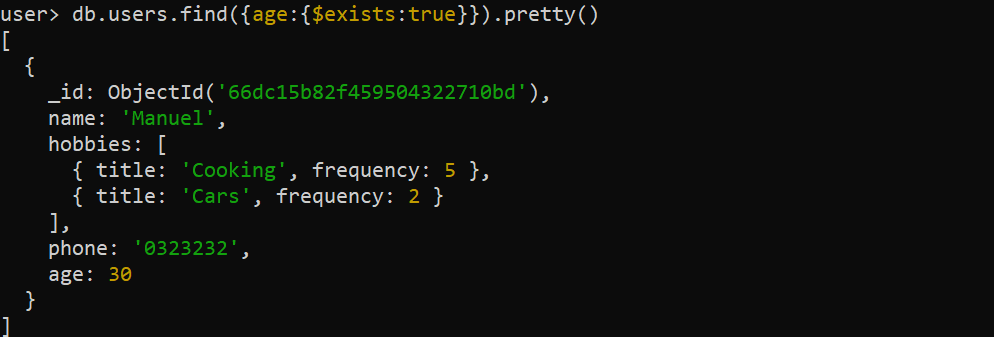 user> db.users.find({age:{$exists:true}}).pretty()
[
  {
    _id: ObjectId('66dc15b82f459504322710bd'),
    name: 'Manuel',
    hobbies: [
      { title: 'Cooking', frequency: 5 },
      { title: 'Cars', frequency: 2 }
    ],
    phone: '0323232',
    age: 30
  }
]